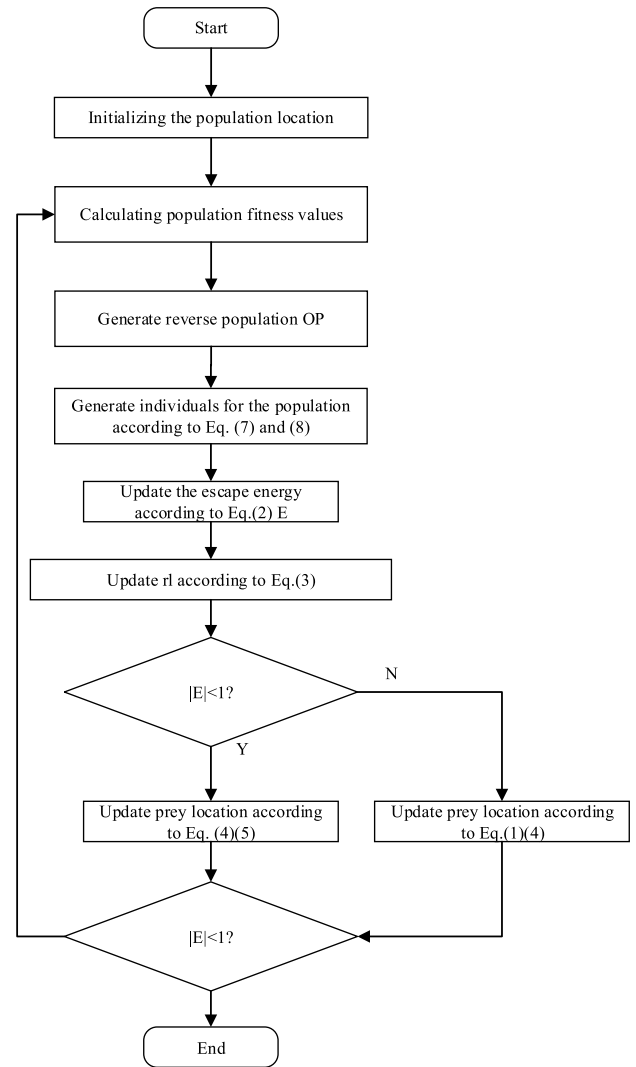 Start
Initializing the population location
Calculating population fitness values
Generate reverse population OP
Generate individuals for the population
according to Eq. (7) and (8)
Update the escape energy
according to Eq.(2) E
Update rl according to Eq.(3)
|E|<1?
N
Y
Update prey location according
to Eq. (4)(5)
Update prey location according
to Eq.(1)(4)
|E|<1?
End